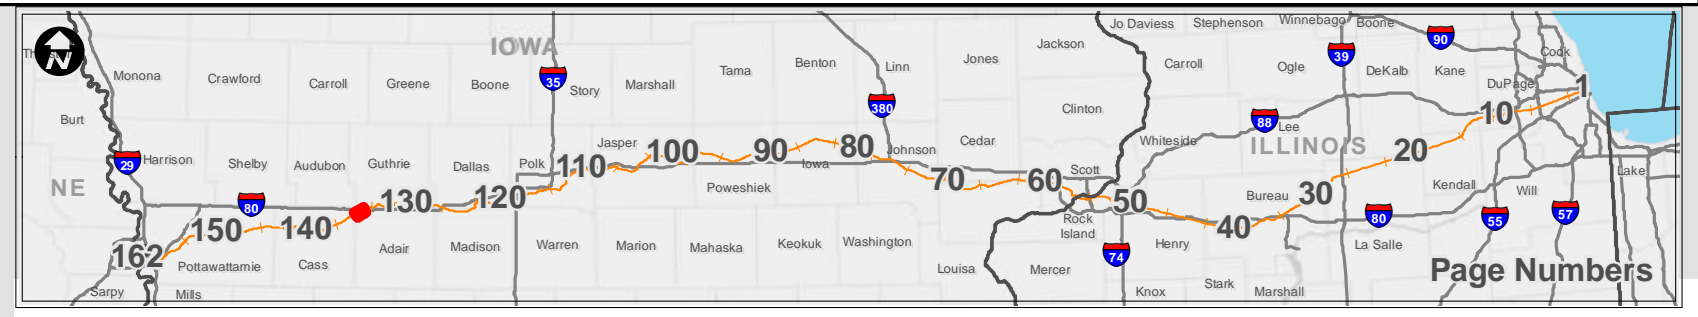 Jo Daviess
Stephenson
Winnebago
Boone
IOWA
N
Monona
Crawford
Carroll
Greene
Boone
35
Story
Marshall
Tama
Benton
Linn
Jones
Jackson
Carroll
Ogle
39
DeKalb
90
Kane
Cook
DuPage
1
Burt
380
Clinton
88
Lee
10
Whiteside
ILLINOIS
29
Harrison
Shelby
Audubon
Guthrie
Dallas
Polk
Jasper
110
100
90
80
Iowa
Johnson
Cedar
Scott
20
Lake
NE
80
130
120
Poweshiek
70
60
50
Bureau
30
Kendall
Will
162
150
140
Adair
Madison
Warren
Marion
Mahaska
Keokuk
Washington
Rock
Island
74
Henry
40
80
La Salle
55
57
Pottawattamie
Cass
Louisa
Mercer
Stark
Page Numbers
Sarpy
Mills
Knox
Marshall